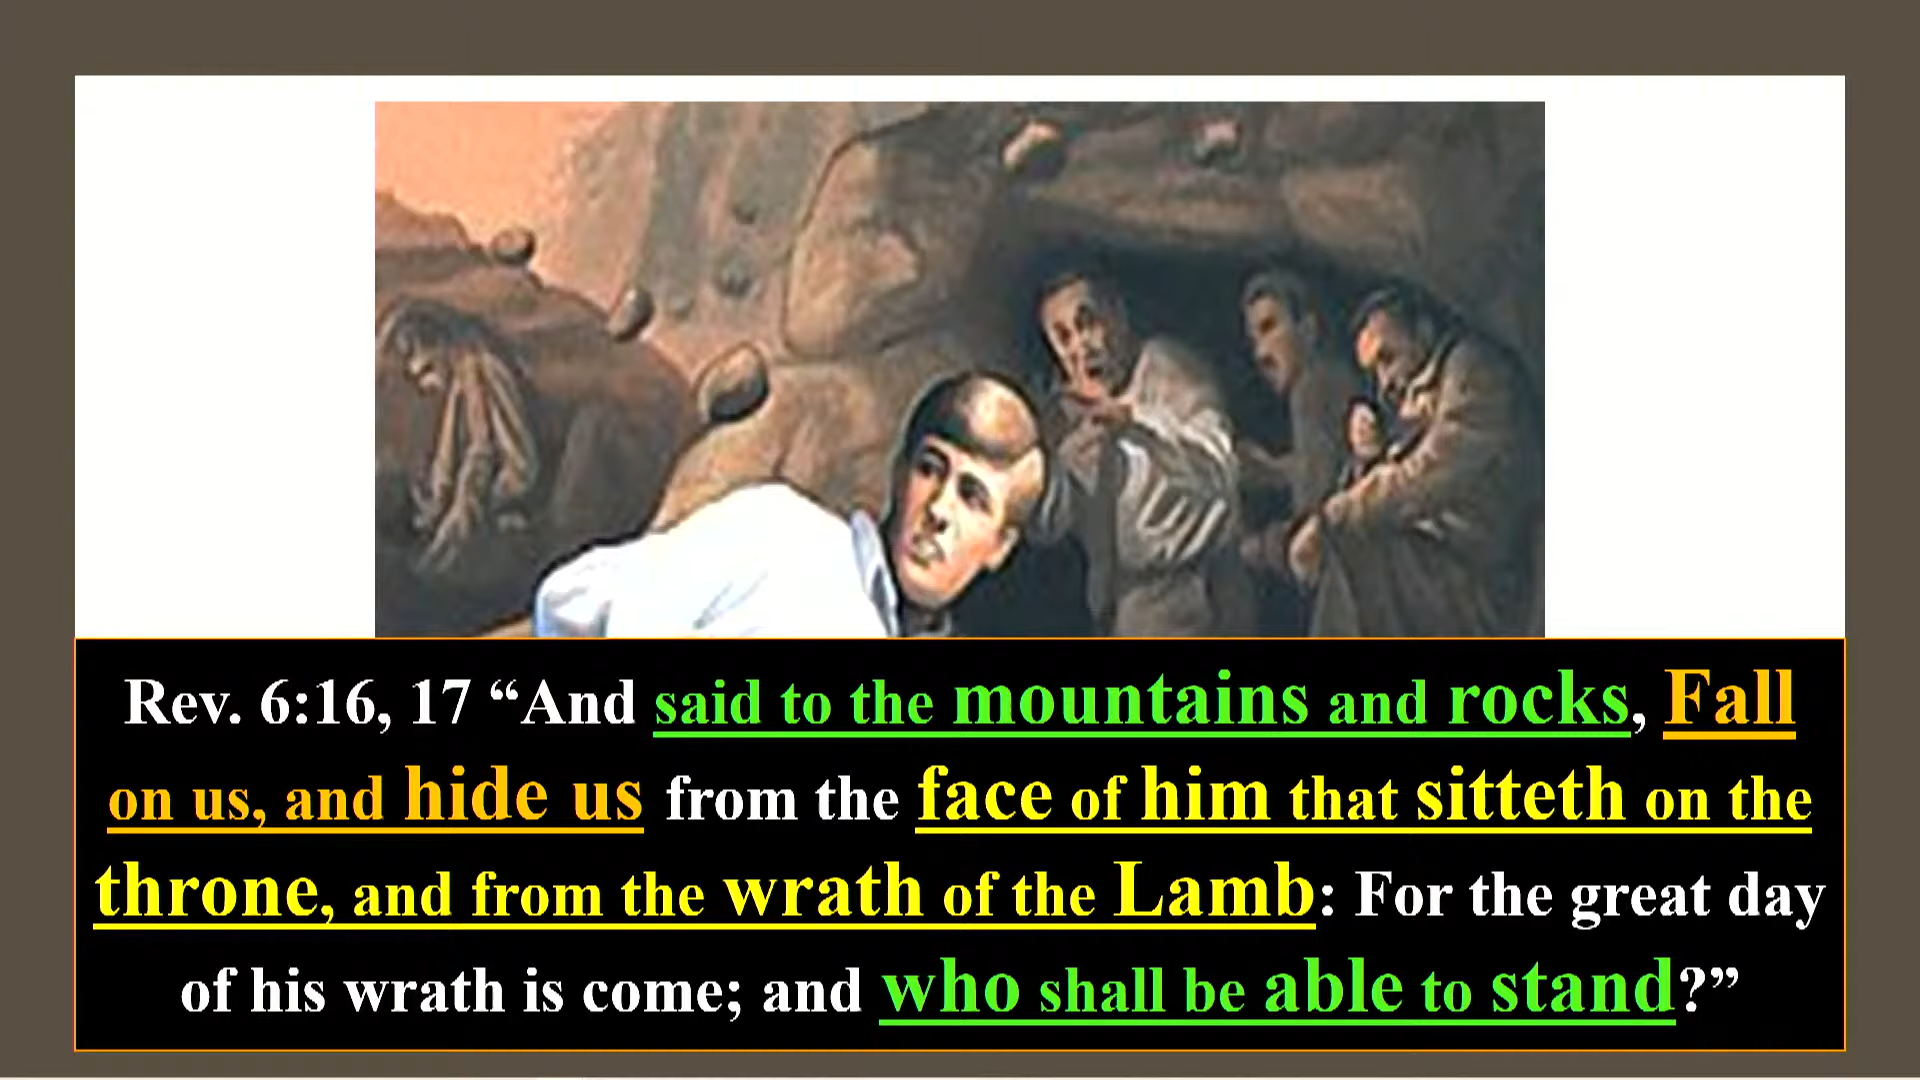 Rev. 6:16, 17 “And said to the mountains and rocks, Fall
on us, and hide us from the face of him that sitteth on the
throne, and from the wrath of the Lamb: For the great day
of his wrath is come; and who shall be able to stand?”